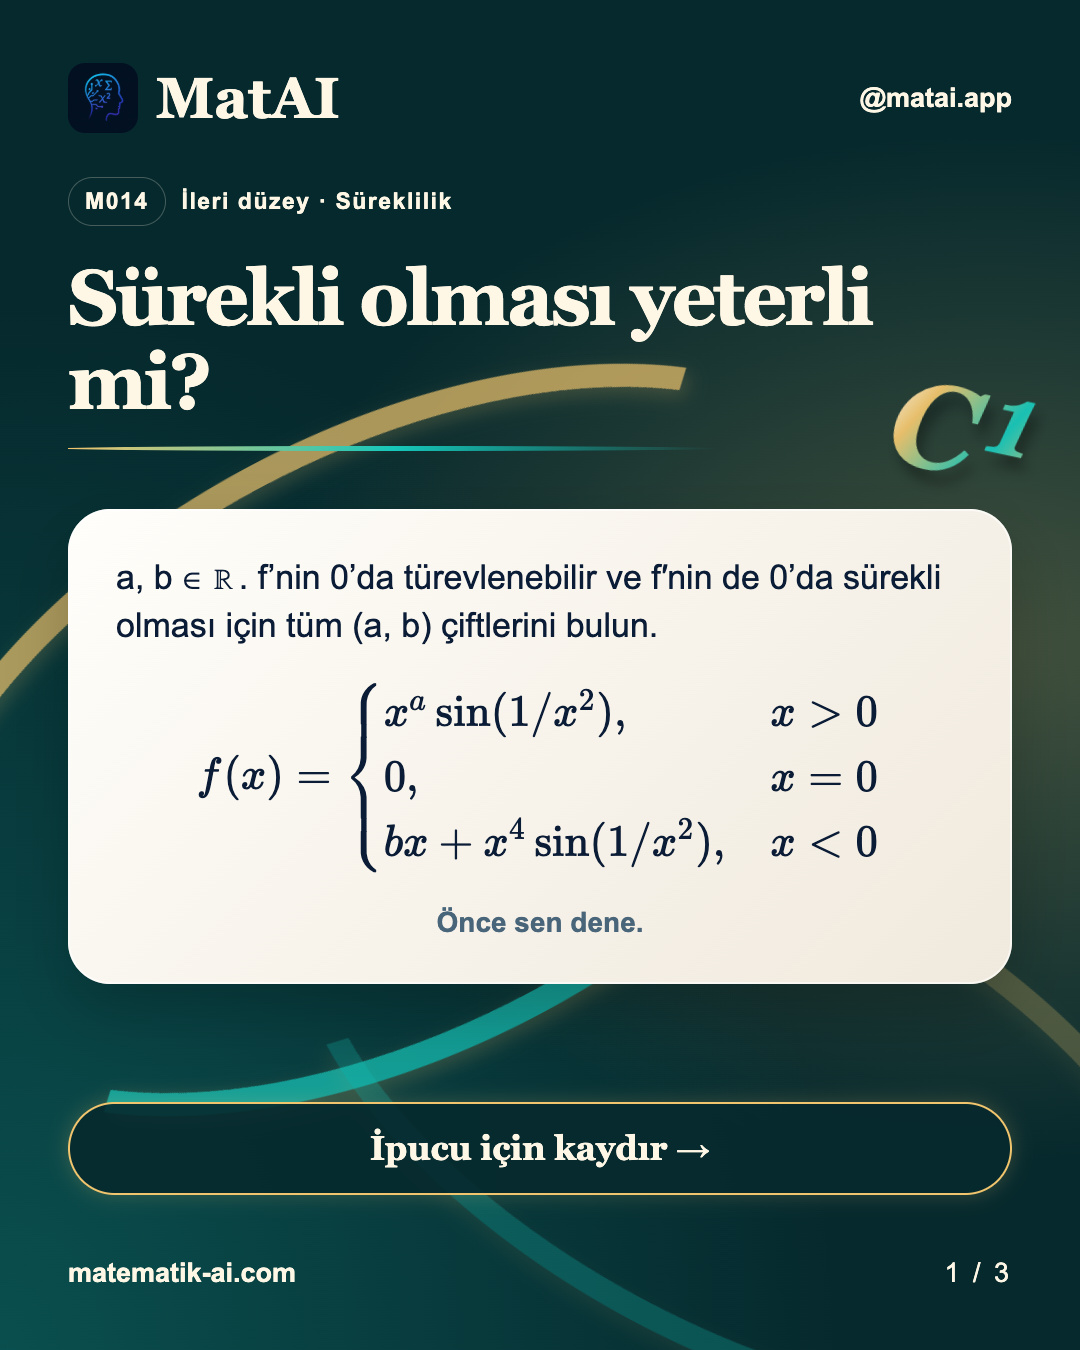 MatAI
@matai.app
M014 İleri düzey · Süreklilik
Sürekli olması yeterli
mi?
C1
a, b ∈ ℝ. f’nin 0’da türevlenebilir ve f′nin de 0’da sürekli
olması için tüm (a, b) çiftlerini bulun.
f(x) = {
x^a sin(1/x²), x > 0
0, x = 0
bx + x⁴ sin(1/x²), x < 0
Önce sen dene.
İpucu için kaydır →
matematik-ai.com
1 / 3